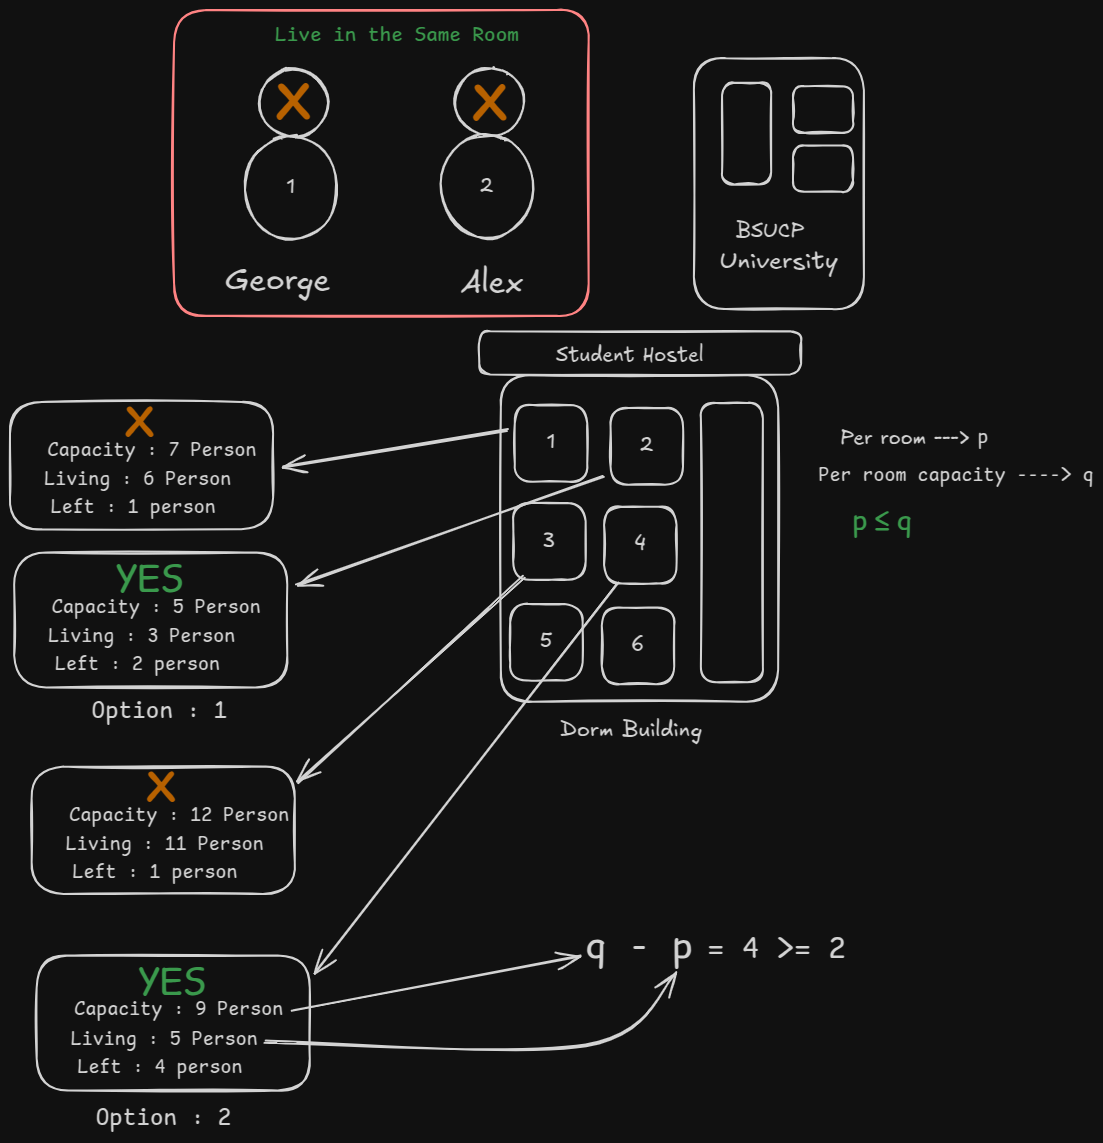 Live in the Same Room
X
X
1
2
George
Alex
BSUCP
University
Student Hostel
1
2
3
4
5
6
Dorm Building
Per room ---> p
Per room capacity ----> q
p ≤ q
X
Capacity : 7 Person
Living : 6 Person
Left : 1 person
YES
Capacity : 5 Person
Living : 3 Person
Left : 2 person
Option : 1
X
Capacity : 12 Person
Living : 11 Person
Left : 1 person
YES
Capacity : 9 Person
Living : 5 Person
Left : 4 person
Option : 2
q - p = 4 >= 2